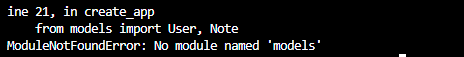 ine 21, in create_app
from models import User, Note
ModuleNotFoundError: No module named 'models'